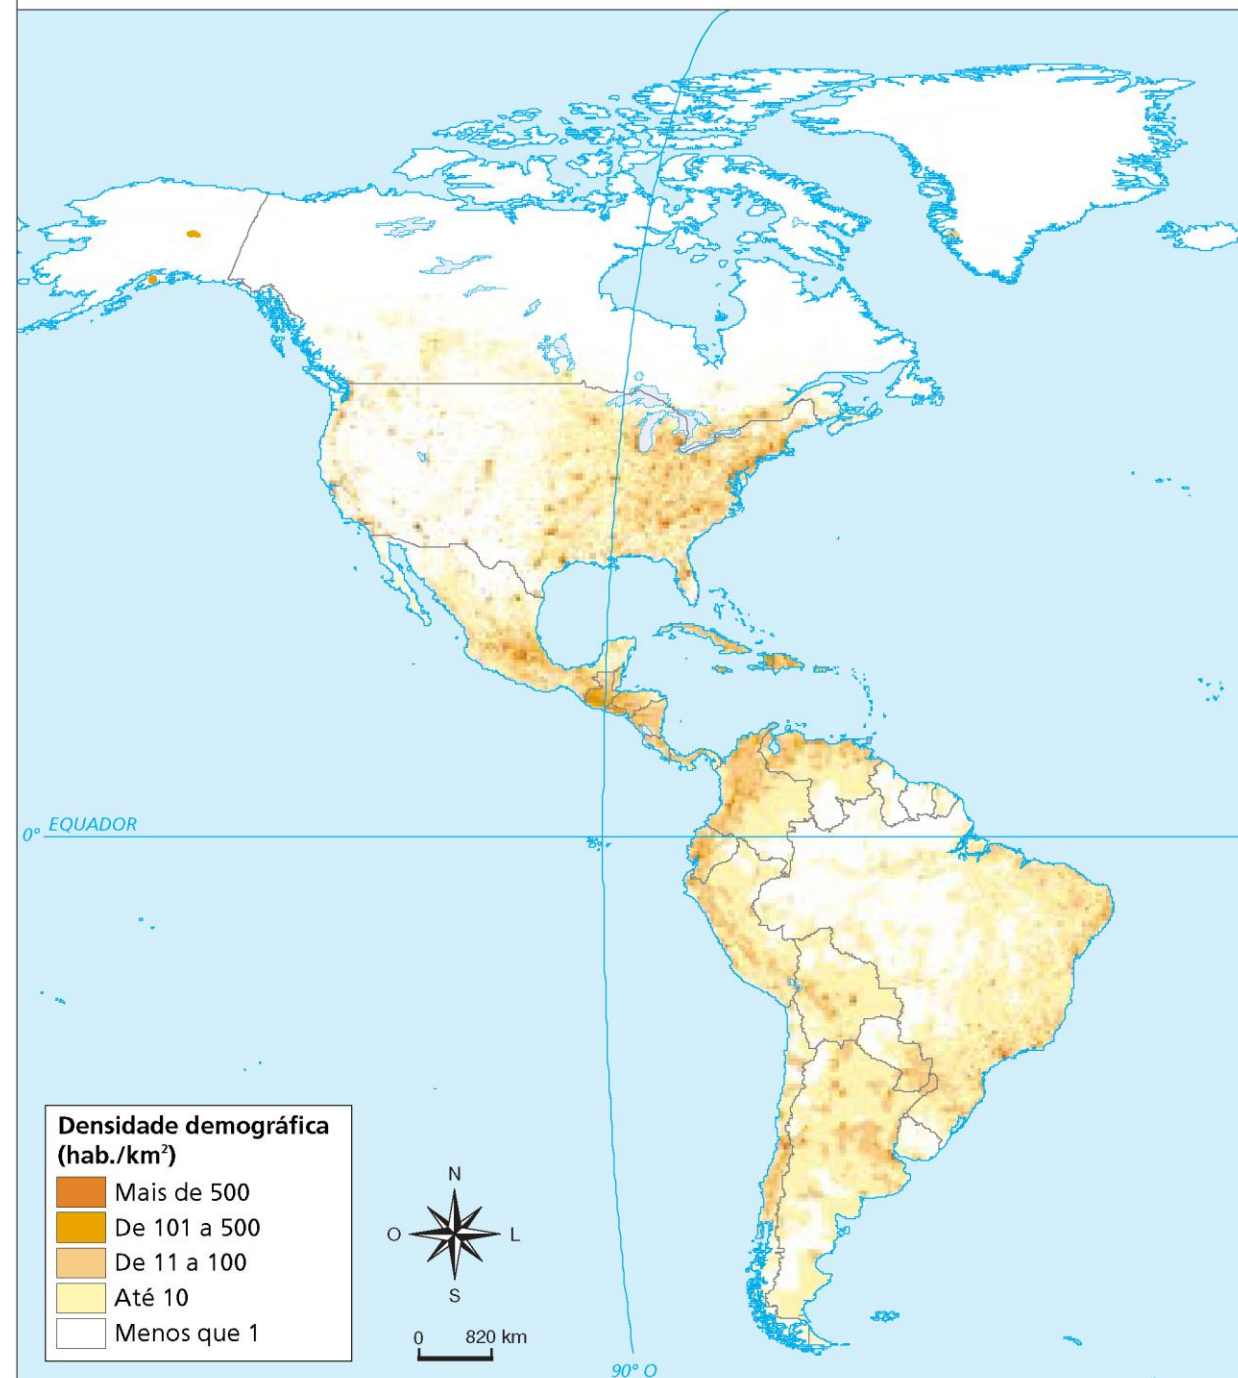 0° EQUADOR
Densidade demográfica
(hab./km²)
Mais de 500
De 101 a 500
De 11 a 100
Até 10
Menos que 1
N
O
L
S
0 820 km
90° O